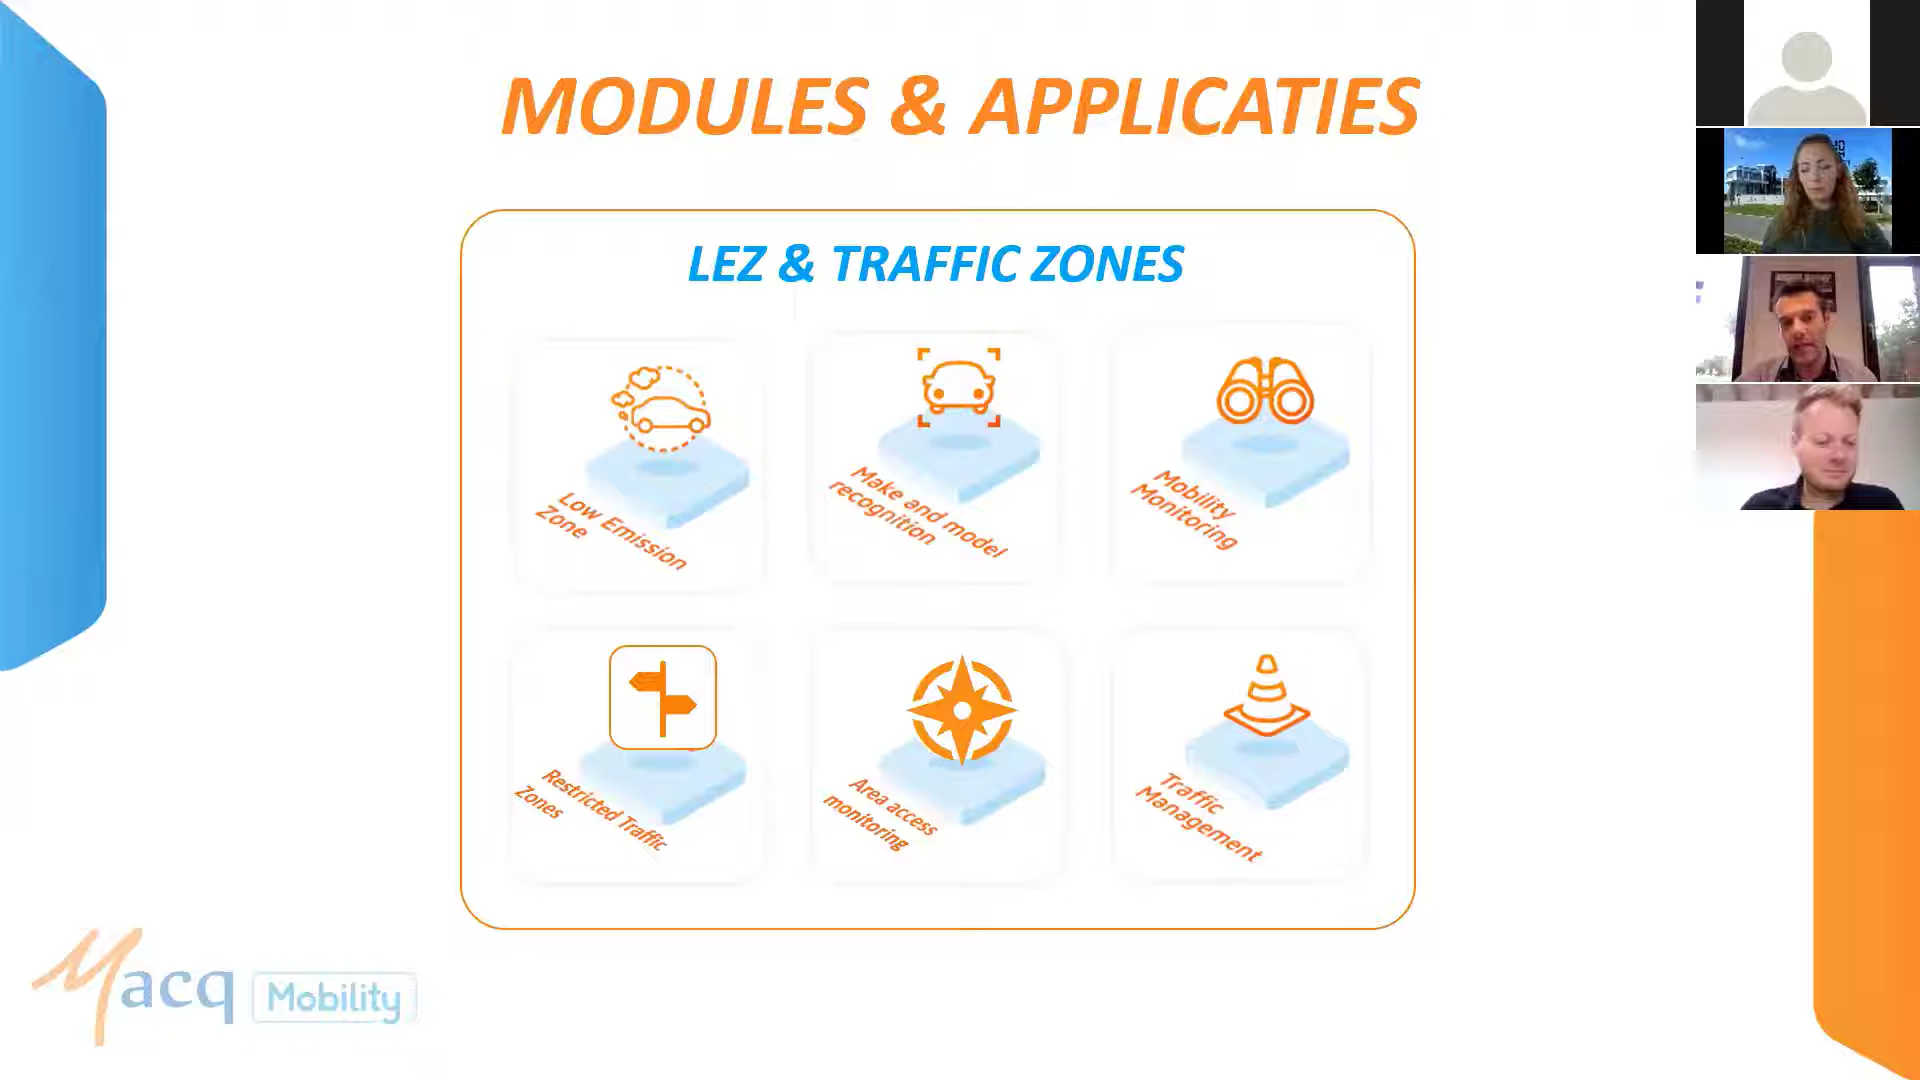 MODULES & APPLICATIES
LEZ & TRAFFIC ZONES
Low Emission
Zone
Make and model
recognition
Mobility
Monitoring
Restricted Traffic
Zones
Area access
monitoring
Traffic
Management
Macq Mobility